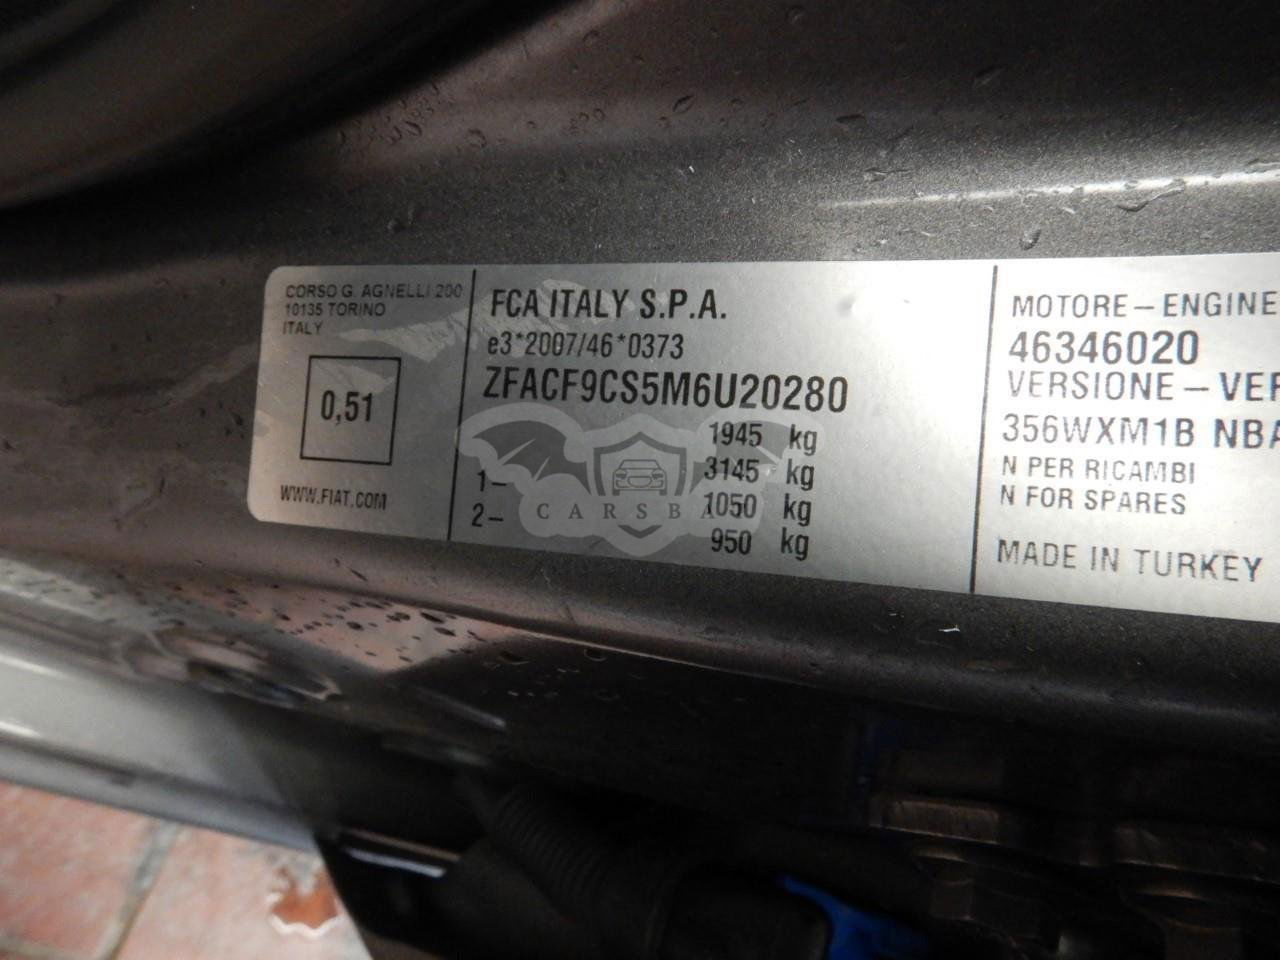 CORSO G. AGNELLI 200
10135 TORINO
ITALY
0,51
WWW.FIAT.COM
FCA ITALY S.P.A.
e3*2007/46*0373
ZFACF9CS5M6U20280
1945 kg
3145 kg
1– 1050 kg
2– 950 kg
CARSBA
MOTORE – ENGINE
46346020
VERSIONE – VER
356WXM1B NBA
N PER RICAMBI
N FOR SPARES
MADE IN TURKEY